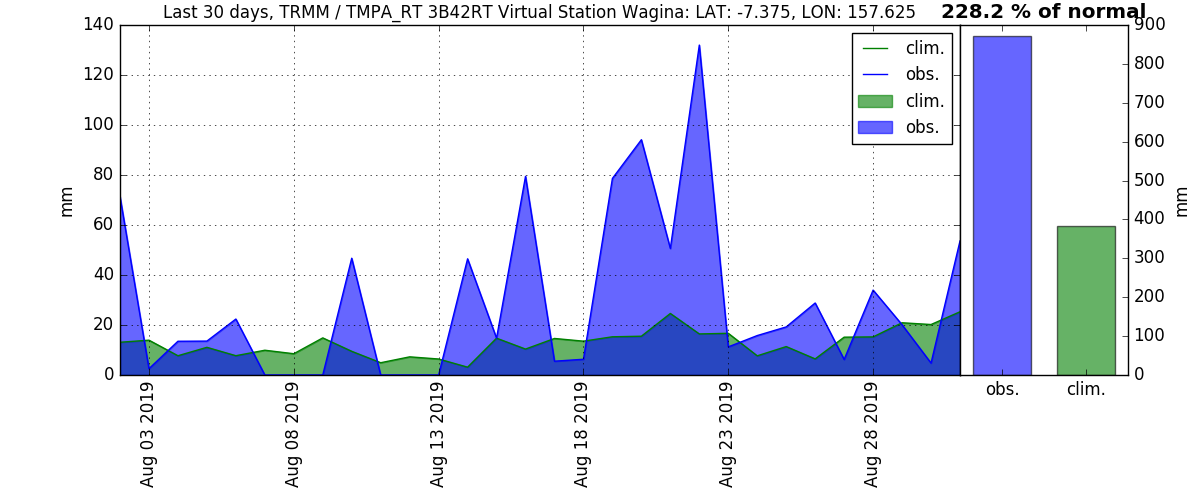 Last 30 days, TRMM / TMPA_RT 3B42RT Virtual Station Wagina: LAT: -7.375, LON: 157.625
228.2 % of normal
140
120
100
80
60
40
20
0
mm
clim.
obs.
clim.
obs.
900
800
700
600
500
400
300
200
100
0
mm
Aug 03 2019
Aug 08 2019
Aug 13 2019
Aug 18 2019
Aug 23 2019
Aug 28 2019
obs.
clim.